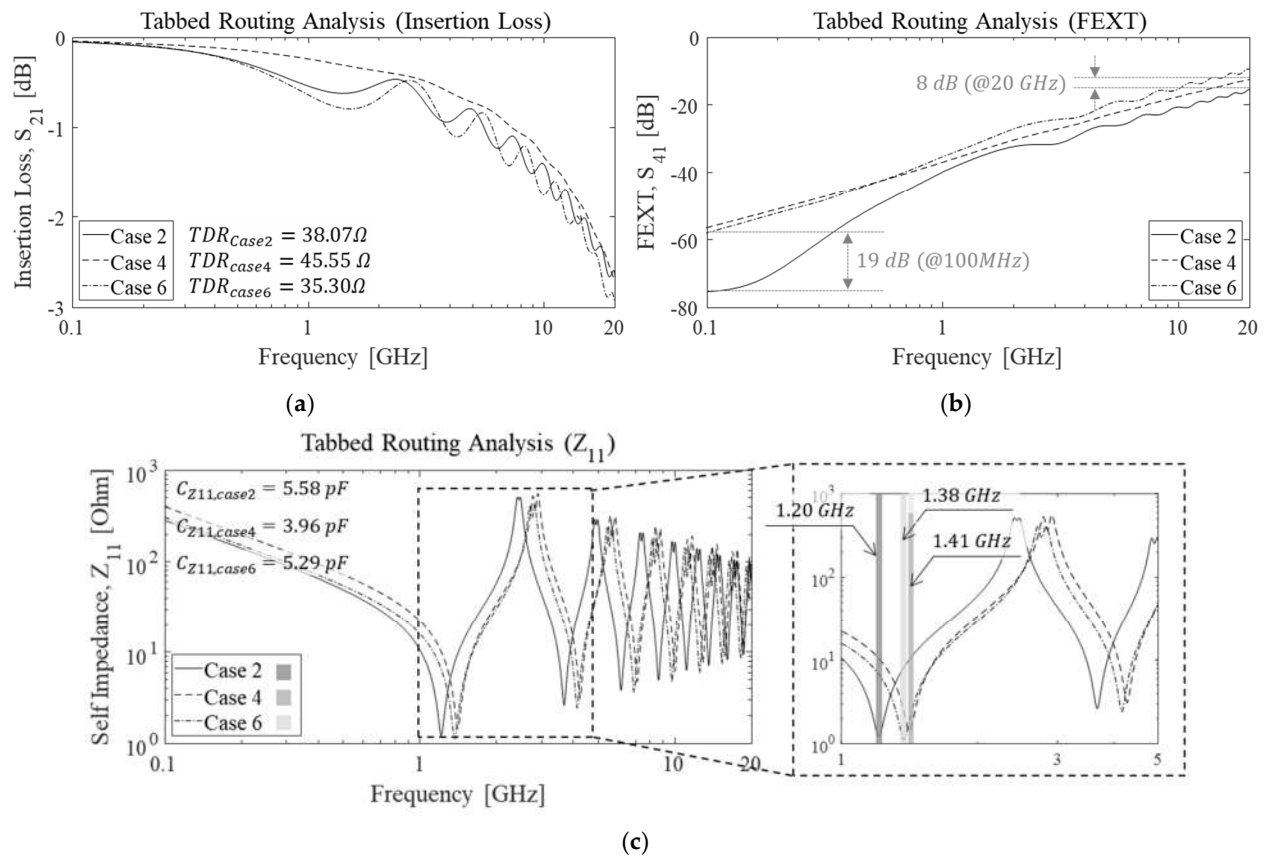 Tabbed Routing Analysis (Insertion Loss)
Insertion Loss, S21 [dB]
0
-1
-2
-3
Case 2
Case 4
Case 6
TDRCase2 = 38.07Ω
TDRcase4 = 45.55 Ω
TDRcase6 = 35.30Ω
0.1 1 10 20
Frequency [GHz]
(a)
Tabbed Routing Analysis (FEXT)
FEXT, S41 [dB]
0
-20
-40
-60
-80
8 dB (@20 GHz)
19 dB (@100MHz)
Case 2
Case 4
Case 6
0.1 1 10 20
Frequency [GHz]
(b)
Tabbed Routing Analysis (Z11)
Self Impedance, Z11 [Ohm]
10^3
10^2
10^1
10^0
CZ11,case2 = 5.58 pF
CZ11,case4 = 3.96 pF
CZ11,case6 = 5.29 pF
Case 2
Case 4
Case 6
0.1 1 10 20
Frequency [GHz]
10^3
10^2
10^1
10^0
1.20 GHz
1.38 GHz
1.41 GHz
1 3 5
(c)